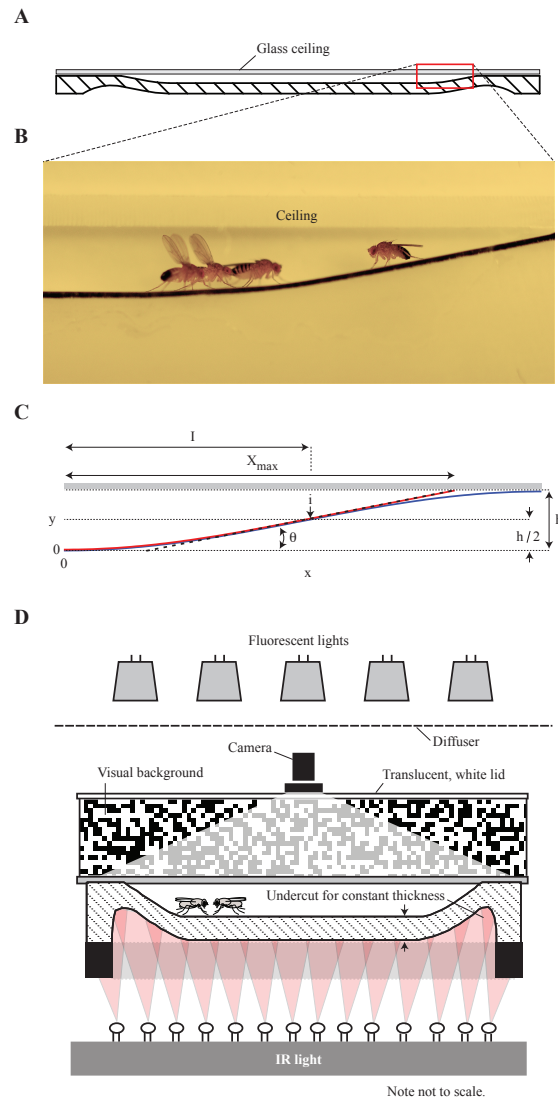 A
Glass ceiling
B
Ceiling
C
I
Xmax
i
y
h
θ
h/2
0
0
x
D
Fluorescent lights
Diffuser
Camera
Visual background
Translucent, white lid
Undercut for constant thickness
IR light
Note not to scale.